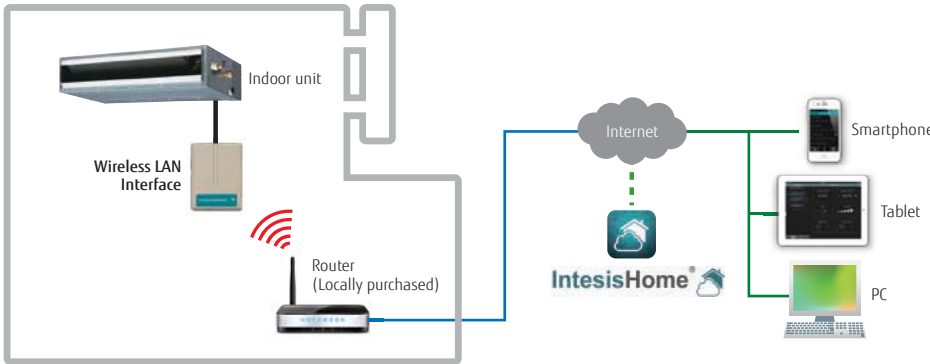 Indoor unit
Wireless LAN
Interface
Router
(Locally purchased)
Internet
IntesisHome®
Smartphone
Tablet
PC